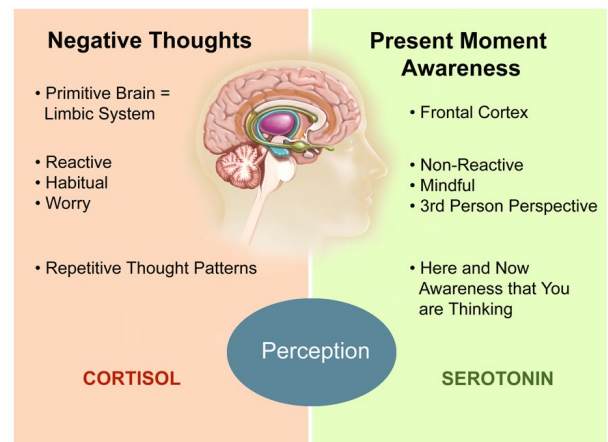 Negative Thoughts
• Primitive Brain =
Limbic System
• Reactive
• Habitual
• Worry
• Repetitive Thought Patterns
CORTISOL
Present Moment
Awareness
• Frontal Cortex
• Non-Reactive
• Mindful
• 3rd Person Perspective
• Here and Now
Awareness that You
are Thinking
SEROTONIN
Perception